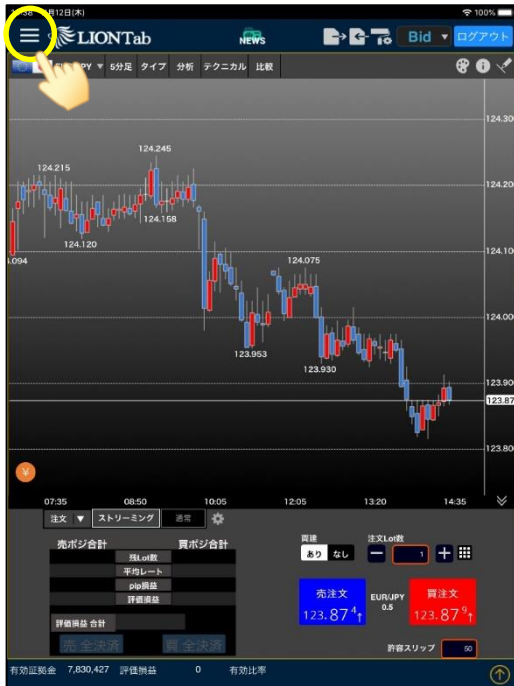 月12日(木) 100%
LIONTab NEWS Bid ▼ ログアウト
PY ▼ 5分足 タイプ 分析 テクニカル 比較
124.30
124.245
124.215
124.20
124.158
124.120
124.10
4.094
124.075
124.00
123.953
123.930
123.90
123.87
123.80
¥
07:35 08:50 10:05 12:05 13:20 14:35
注文 ▼ ストリーミング 通常
売ポジ合計 買ポジ合計
残Lot数
平均レート
pip損益
評価損益
評価損益 合計
売 全決済 買 全決済
両建 注文Lot数
あり なし 1
売注文 EUR/JPY 買注文
123.87 4↑ 0.5 123.87 9↑
許容スリップ 50
有効証拠金 7,830,427 評価損益 0 有効比率